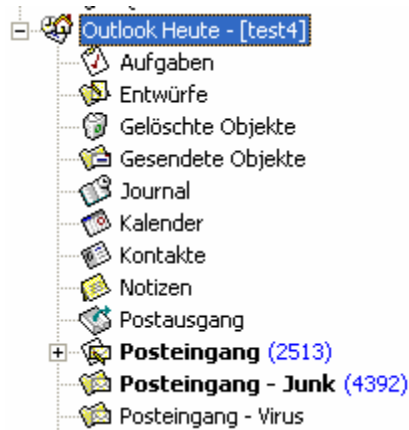 Outlook Heute - [test4]
Aufgaben
Entwürfe
Gelöschte Objekte
Gesendete Objekte
Journal
Kalender
Kontakte
Notizen
Postausgang
Posteingang (2513)
Posteingang - Junk (4392)
Posteingang - Virus